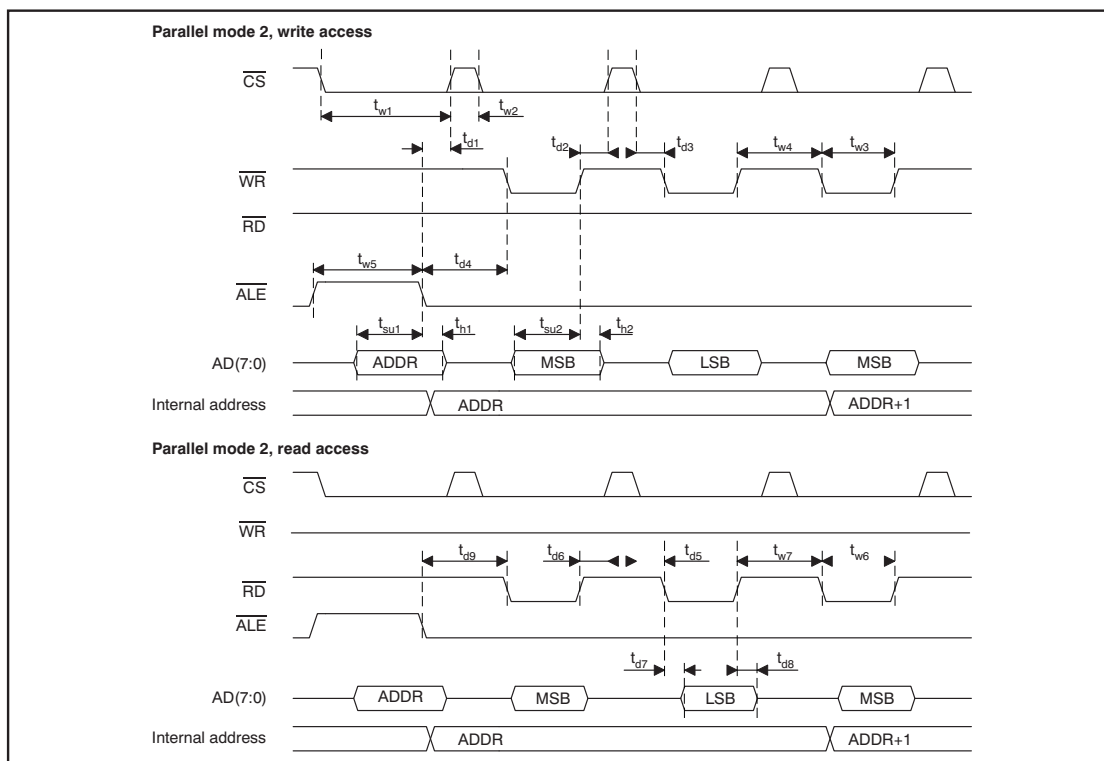 Parallel mode 2, write access
CS
tw1
tw2
td1
td2
td3
tw4
tw3
WR
RD
tw5
td4
ALE
tsu1
th1
tsu2
th2
AD(7:0)
ADDR
MSB
LSB
MSB
Internal address
ADDR
ADDR+1
Parallel mode 2, read access
CS
WR
td9
td6
td5
tw7
tw6
RD
ALE
td7
td8
AD(7:0)
ADDR
MSB
LSB
MSB
Internal address
ADDR
ADDR+1